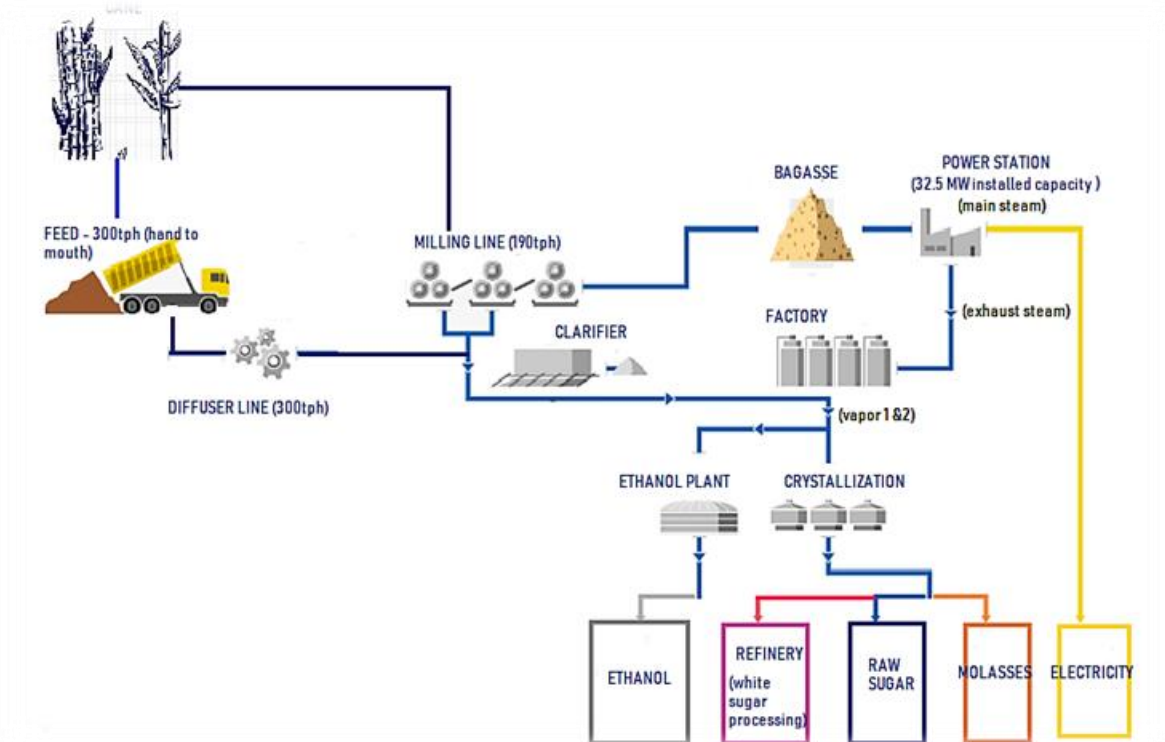 CANE
FEED - 300tph (hand to
mouth)
MILLING LINE (190tph)
BAGASSE
POWER STATION
(32.5 MW installed capacity )
(main steam)
CLARIFIER
FACTORY
(exhaust steam)
DIFFUSER LINE (300tph)
(vapor 1 &2)
ETHANOL PLANT
CRYSTALLIZATION
ETHANOL
REFINERY
(white
sugar
processing)
RAW
SUGAR
MOLASSES
ELECTRICITY